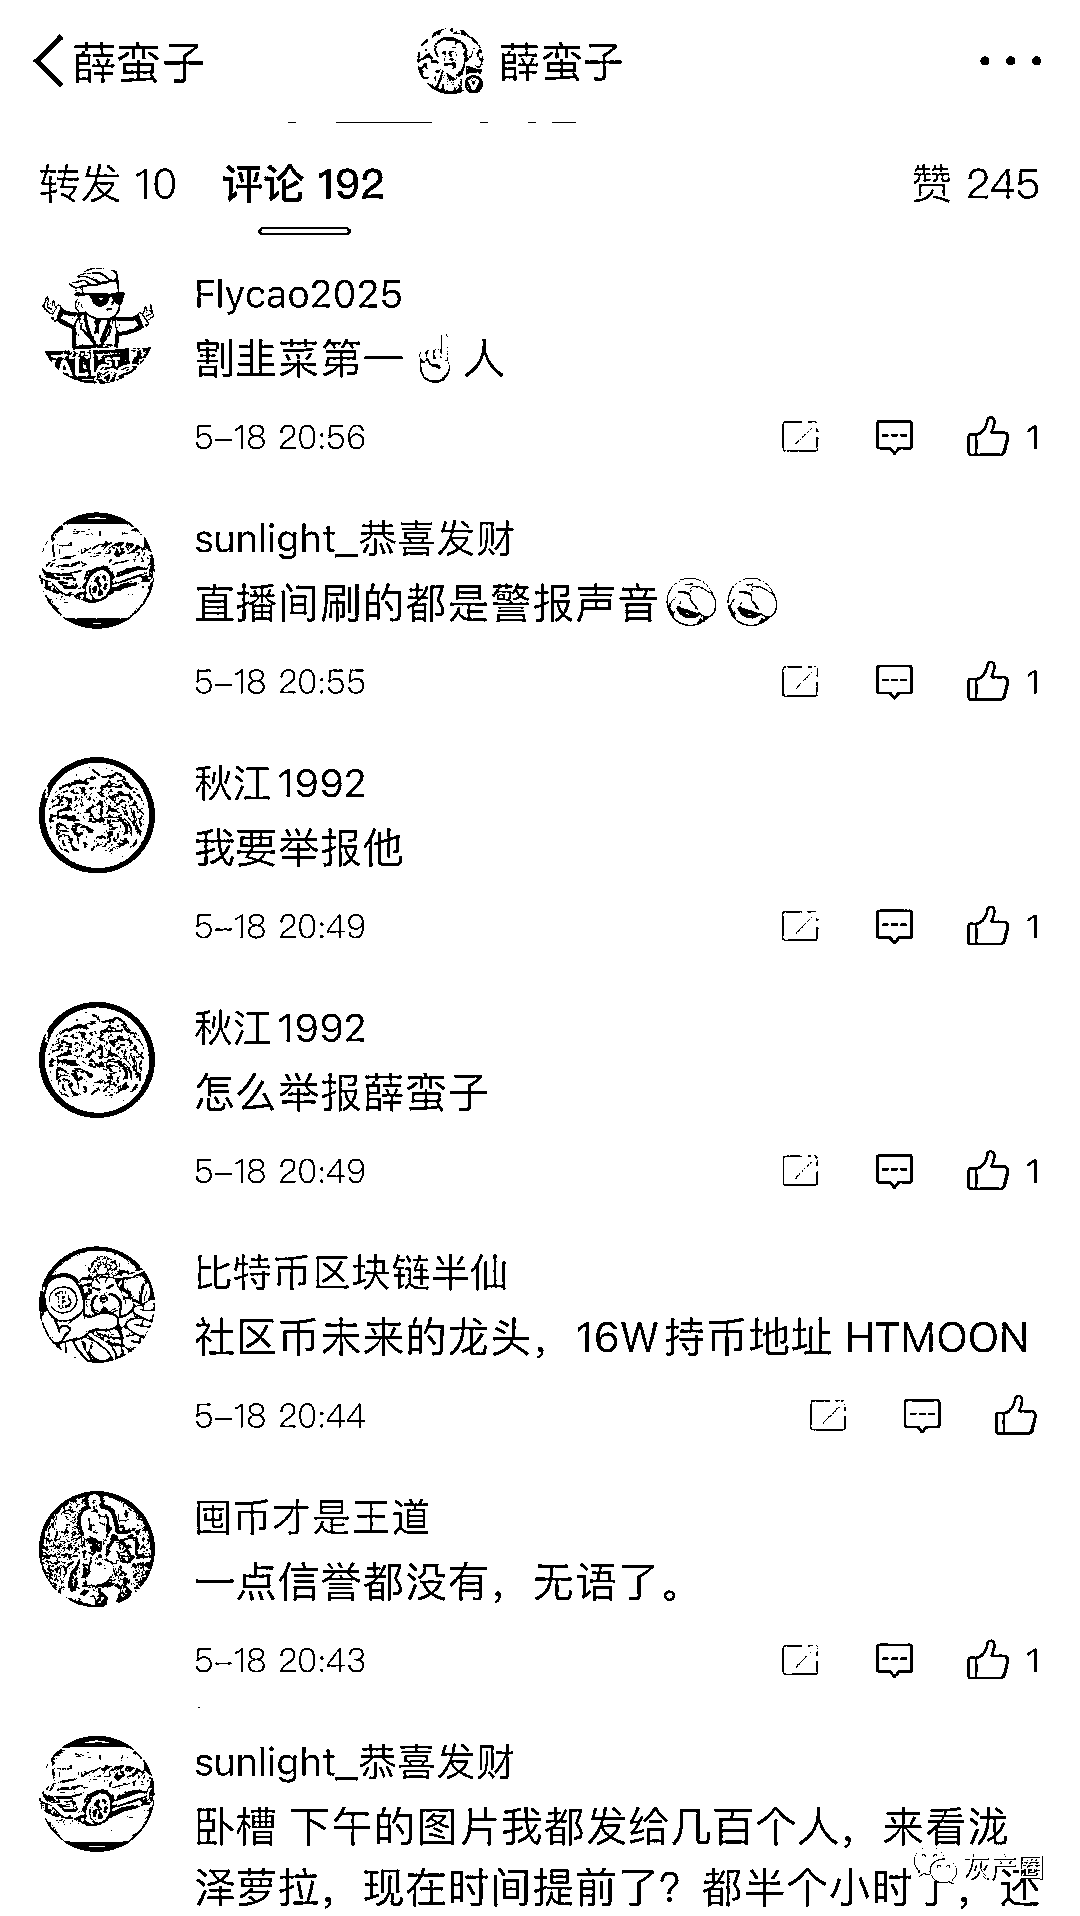 薛蛮子
薛蛮子
转发 10 评论 192 赞 245
Flycao2025
割韭菜第一☝人
5-18 20:56 1
sunlight_恭喜发财
直播间刷的都是警报声音
5-18 20:55 1
秋江1992
我要举报他
5-18 20:49 1
秋江1992
怎么举报薛蛮子
5-18 20:49 1
比特币区块链半仙
社区币未来的龙头，16W持币地址 HTMOON
5-18 20:44
囤币才是王道
一点信誉都没有，无语了。
5-18 20:43 1
sunlight_恭喜发财
卧槽 下午的图片我都发给几百个人，来看泷
泽萝拉，现在时间提前了？都半个小时了，还
灰产圈